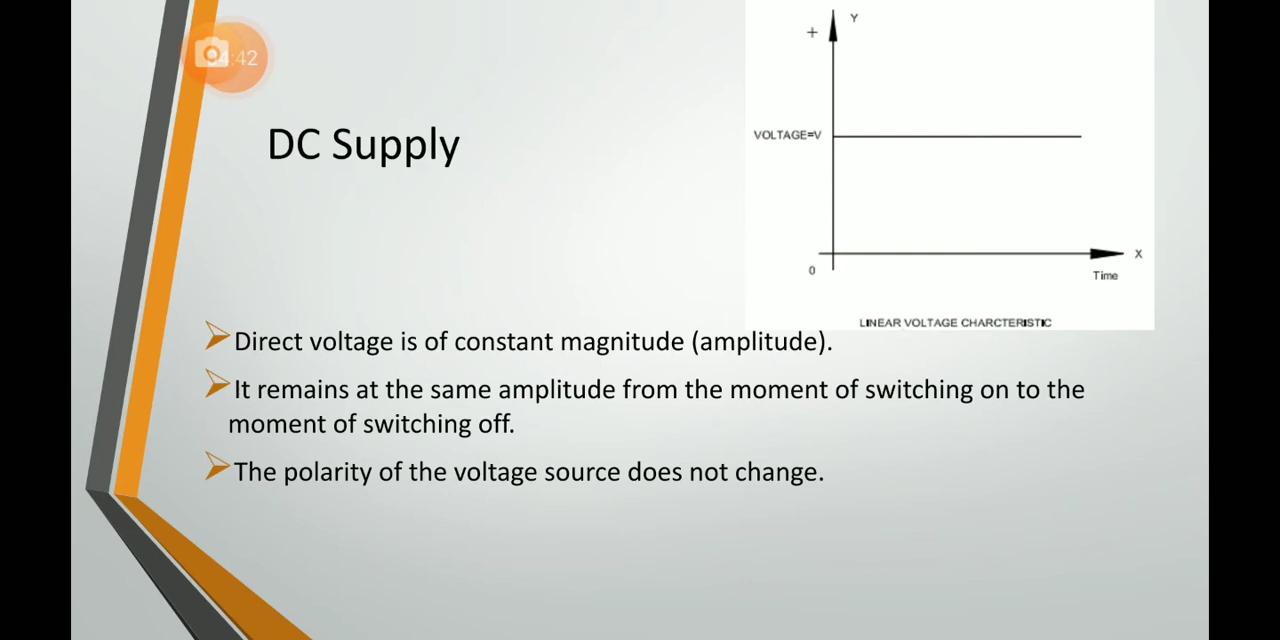 04:42
DC Supply
Y
+
VOLTAGE=V
X
0
Time
LINEAR VOLTAGE CHARCTERISTIC
Direct voltage is of constant magnitude (amplitude).
It remains at the same amplitude from the moment of switching on to the
moment of switching off.
The polarity of the voltage source does not change.